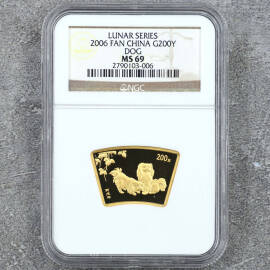 LUNAR SERIES
2006 FAN CHINA G200Y
DOG
MS 69
2790103-006
NGC
200元